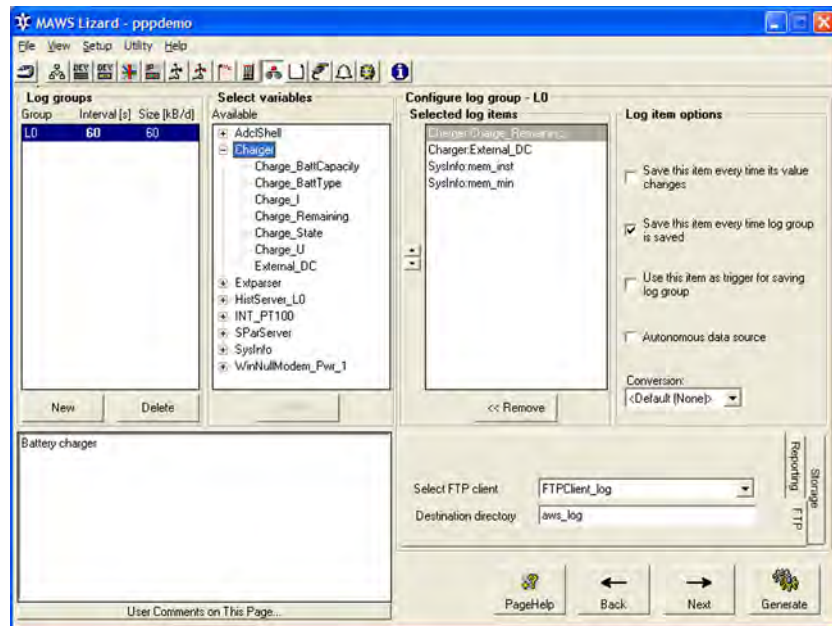 MAWS Lizard - pppdemo
File View Setup Utility Help
Log groups
Group Interval [s] Size [kB/d]
L0 60 60
New Delete
Select variables
Available
AdclShell
Charger
Charge_BattCapacity
Charge_BattType
Charge_I
Charge_Remaining
Charge_State
Charge_U
External_DC
Extparser
HistServer_L0
INT_PT100
SParServer
SysInfo
WinNullModem_Pwr_1
Configure log group - L0
Selected log items
Charger:Charge_Remaining
Charger:External_DC
SysInfo:mem_inst
SysInfo:mem_min
<< Remove
Log item options
Save this item every time its value
changes
Save this item every time log group
is saved
Use this item as trigger for saving
log group
Autonomous data source
Conversion:
<Default (None)>
Battery charger
User Comments on This Page...
Select FTP client FTPClient_log
Destination directory aws_log
Reporting
FTP
Storage
PageHelp Back Next Generate